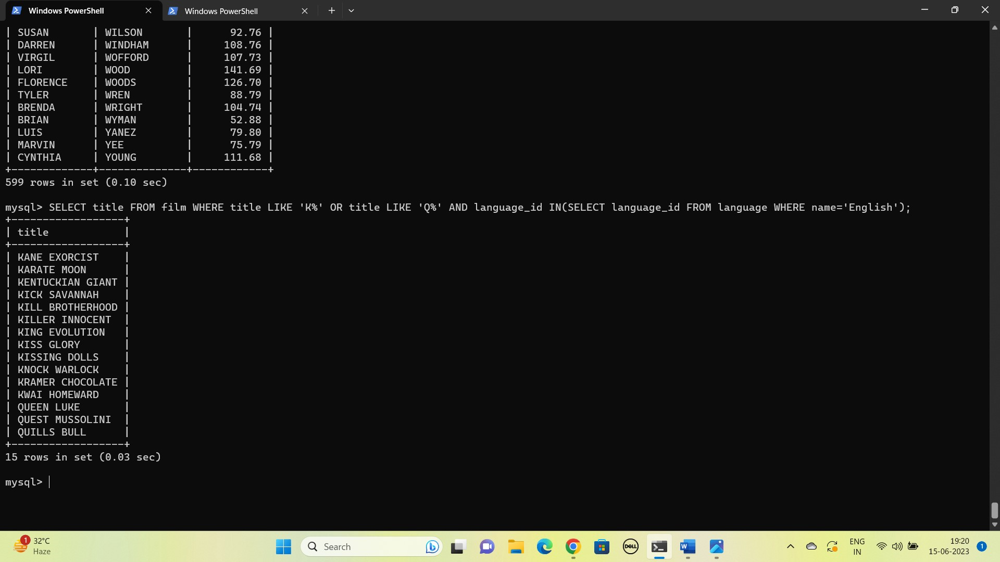 Windows PowerShell
Windows PowerShell
| SUSAN       | WILSON       |      92.76 |
| DARREN      | WINDHAM      |     108.76 |
| VIRGIL      | WOFFORD      |     107.73 |
| LORI        | WOOD         |     141.69 |
| FLORENCE    | WOODS        |     126.70 |
| TYLER       | WREN         |      88.79 |
| BRENDA      | WRIGHT       |     104.74 |
| BRIAN       | WYMAN        |      52.88 |
| LUIS        | YANEZ        |      79.80 |
| MARVIN      | YEE          |      75.79 |
| CYNTHIA     | YOUNG        |     111.68 |
+-------------+--------------+------------+
599 rows in set (0.10 sec)
mysql> SELECT title FROM film WHERE title LIKE 'K%' OR title LIKE 'Q%' AND language_id IN(SELECT language_id FROM language WHERE name='English');
+------------------+
| title            |
+------------------+
| KANE EXORCIST    |
| KARATE MOON      |
| KENTUCKIAN GIANT |
| KICK SAVANNAH    |
| KILL BROTHERHOOD |
| KILLER INNOCENT  |
| KING EVOLUTION   |
| KISS GLORY       |
| KISSING DOLLS    |
| KNOCK WARLOCK    |
| KRAMER CHOCOLATE |
| KWAI HOMEWARD    |
| QUEEN LUKE       |
| QUEST MUSSOLINI  |
| QUILLS BULL      |
+------------------+
15 rows in set (0.03 sec)
mysql>
1
32°C
Haze
Search
DELL
W
ENG
IN
19:20
15-06-2023
1